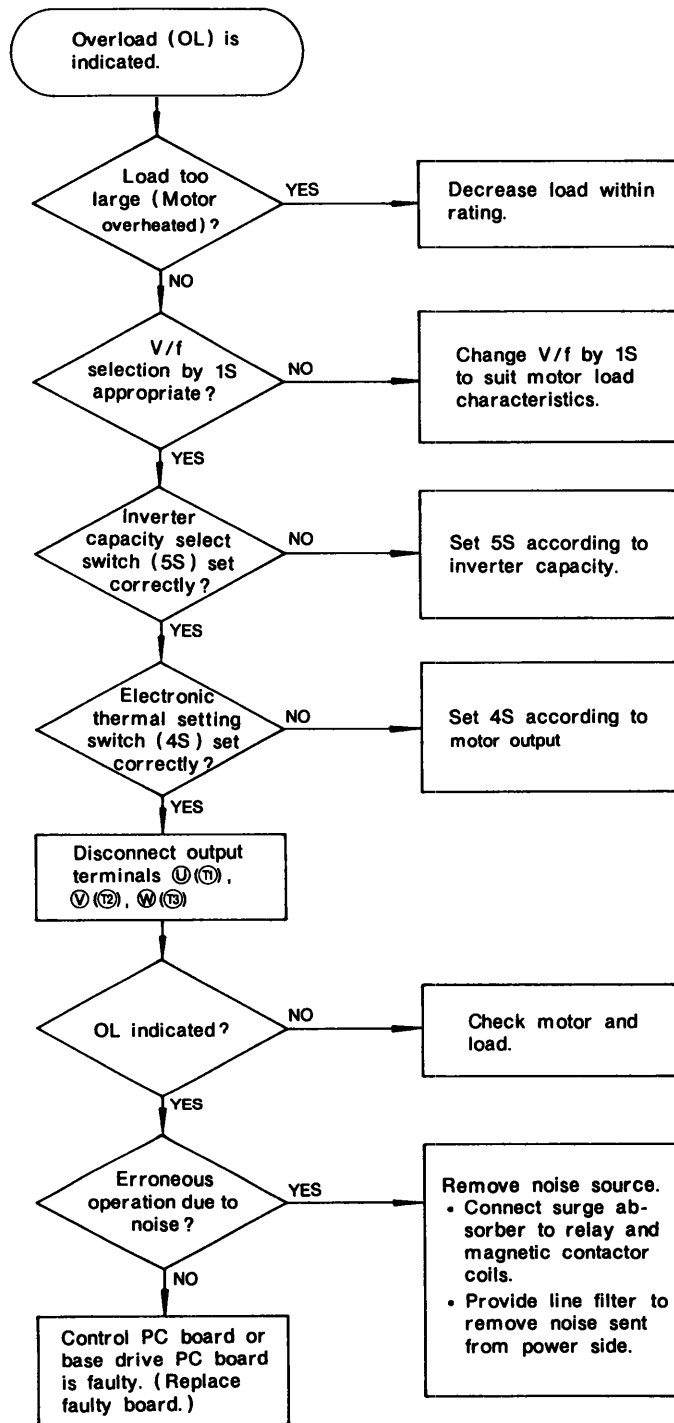 Overload (OL) is
indicated.
Load too
large (Motor
overheated)?
YES
Decrease load within
rating.
NO
V/f
selection by 1S
appropriate?
NO
Change V/f by 1S
to suit motor load
characteristics.
YES
Inverter
capacity select
switch (5S) set
correctly?
NO
Set 5S according to
inverter capacity.
YES
Electronic
thermal setting
switch (4S) set
correctly?
NO
Set 4S according to
motor output
YES
Disconnect output
terminals Ⓤ(T1),
Ⓥ(T2), Ⓦ(T3)
OL indicated?
NO
Check motor and
load.
YES
Erroneous
operation due to
noise?
YES
Remove noise source.
• Connect surge ab-
sorber to relay and
magnetic contactor
coils.
• Provide line filter to
remove noise sent
from power side.
NO
Control PC board or
base drive PC board
is faulty. (Replace
faulty board.)